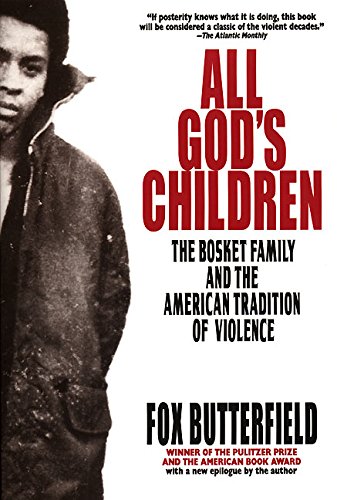 "If posterity knows what it is doing, this book
will be considered a classic of the violent decades."
—The Atlantic Monthly
ALL
GOD'S
CHILDREN
THE BOSKET FAMILY
AND THE
AMERICAN TRADITION
OF VIOLENCE
FOX BUTTERFIELD
WINNER OF THE PULITZER PRIZE
AND THE AMERICAN BOOK AWARD
with a new epilogue by the author